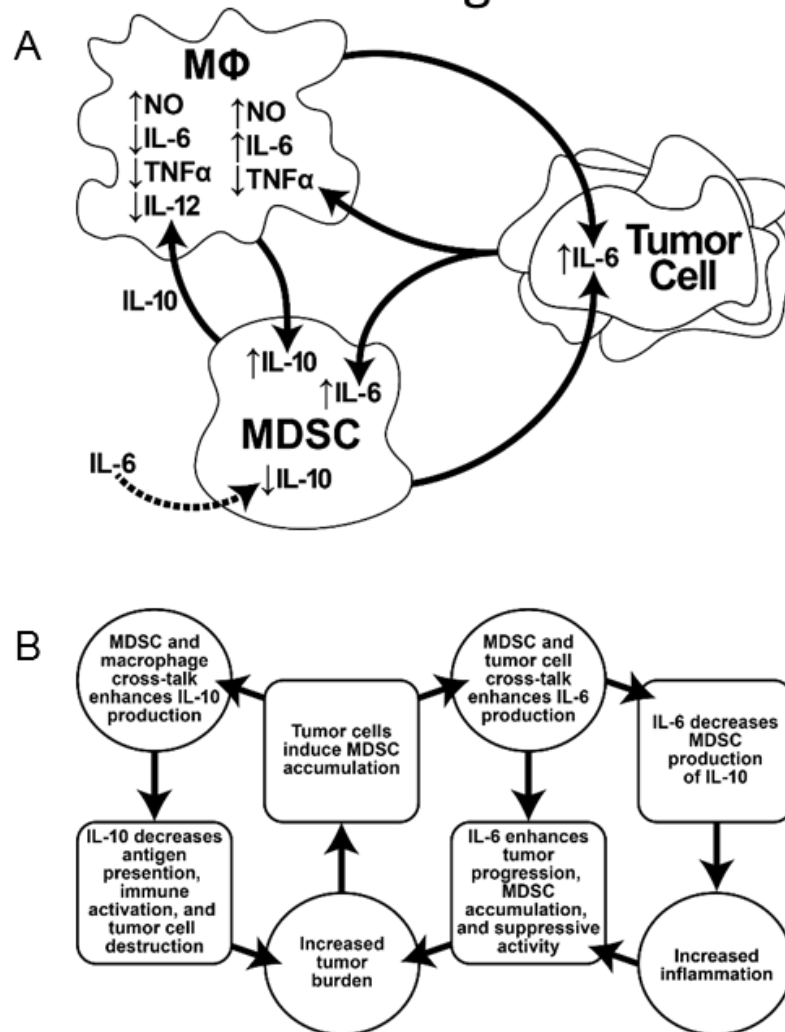 A
MΦ
↑NO
↓IL-6
↓TNFα
↓IL-12
↑NO
↑IL-6
↓TNFα
↑IL-6
Tumor
Cell
IL-10
↑IL-10
↑IL-6
MDSC
↓IL-10
IL-6
B
MDSC and
macrophage
cross-talk
enhances IL-10
production
Tumor cells
induce MDSC
accumulation
MDSC and
tumor cell
cross-talk
enhances IL-6
production
IL-6 decreases
MDSC
production
of IL-10
IL-10 decreases
antigen
presention,
immune
activation, and
tumor cell
destruction
Increased
tumor
burden
IL-6 enhances
tumor
progression,
MDSC
accumulation,
and suppressive
activity
Increased
inflammation